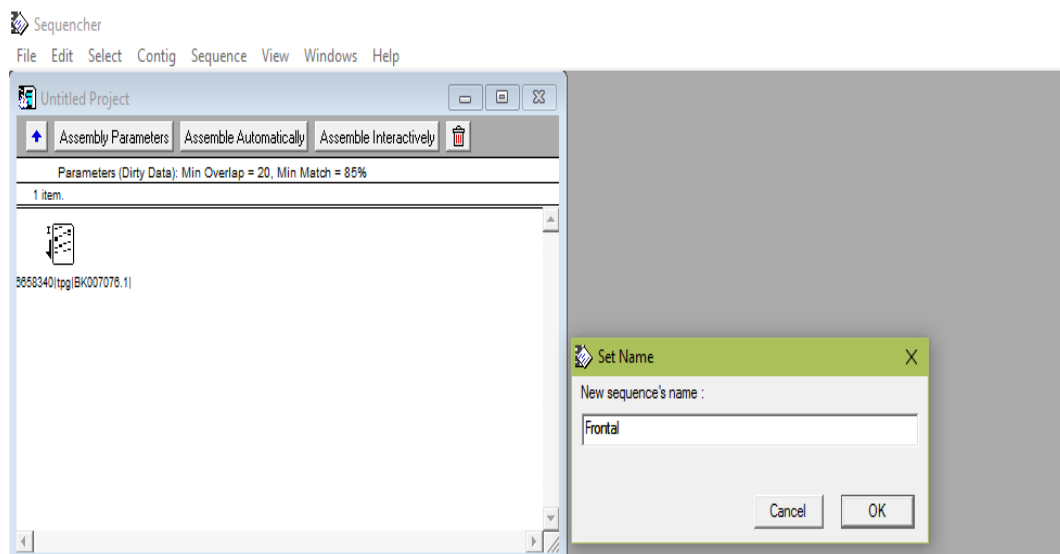 Sequencher
File Edit Select Contig Sequence View Windows Help
Untitled Project
Assembly Parameters Assemble Automatically Assemble Interactively
Parameters (Dirty Data): Min Overlap = 20, Min Match = 85%
1 item.
6658340|tpg|BK007076.1|
Set Name
New sequence's name :
Frontal
Cancel OK